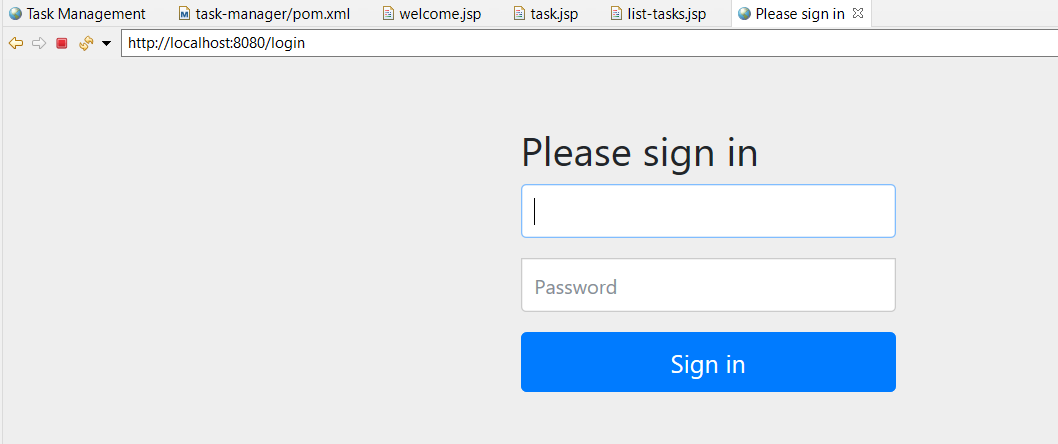 Task Management task-manager/pom.xml welcome.jsp task.jsp list-tasks.jsp Please sign in
http://localhost:8080/login
Please sign in
Password
Sign in